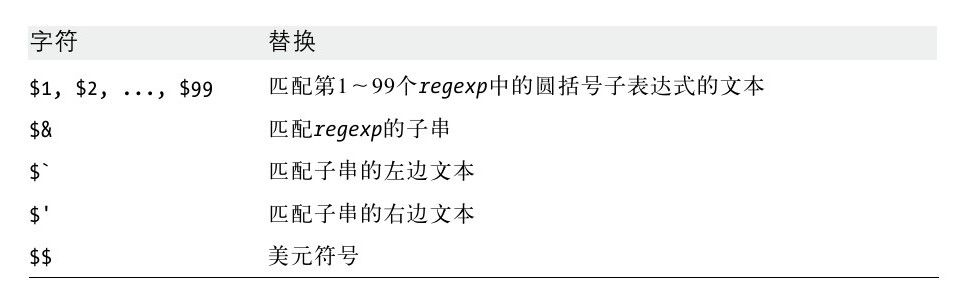 字符 替换
$1, $2, ..., $99 匹配第1～99个regexp中的圆括号子表达式的文本
$& 匹配regexp的子串
$` 匹配子串的左边文本
$' 匹配子串的右边文本
$$ 美元符号